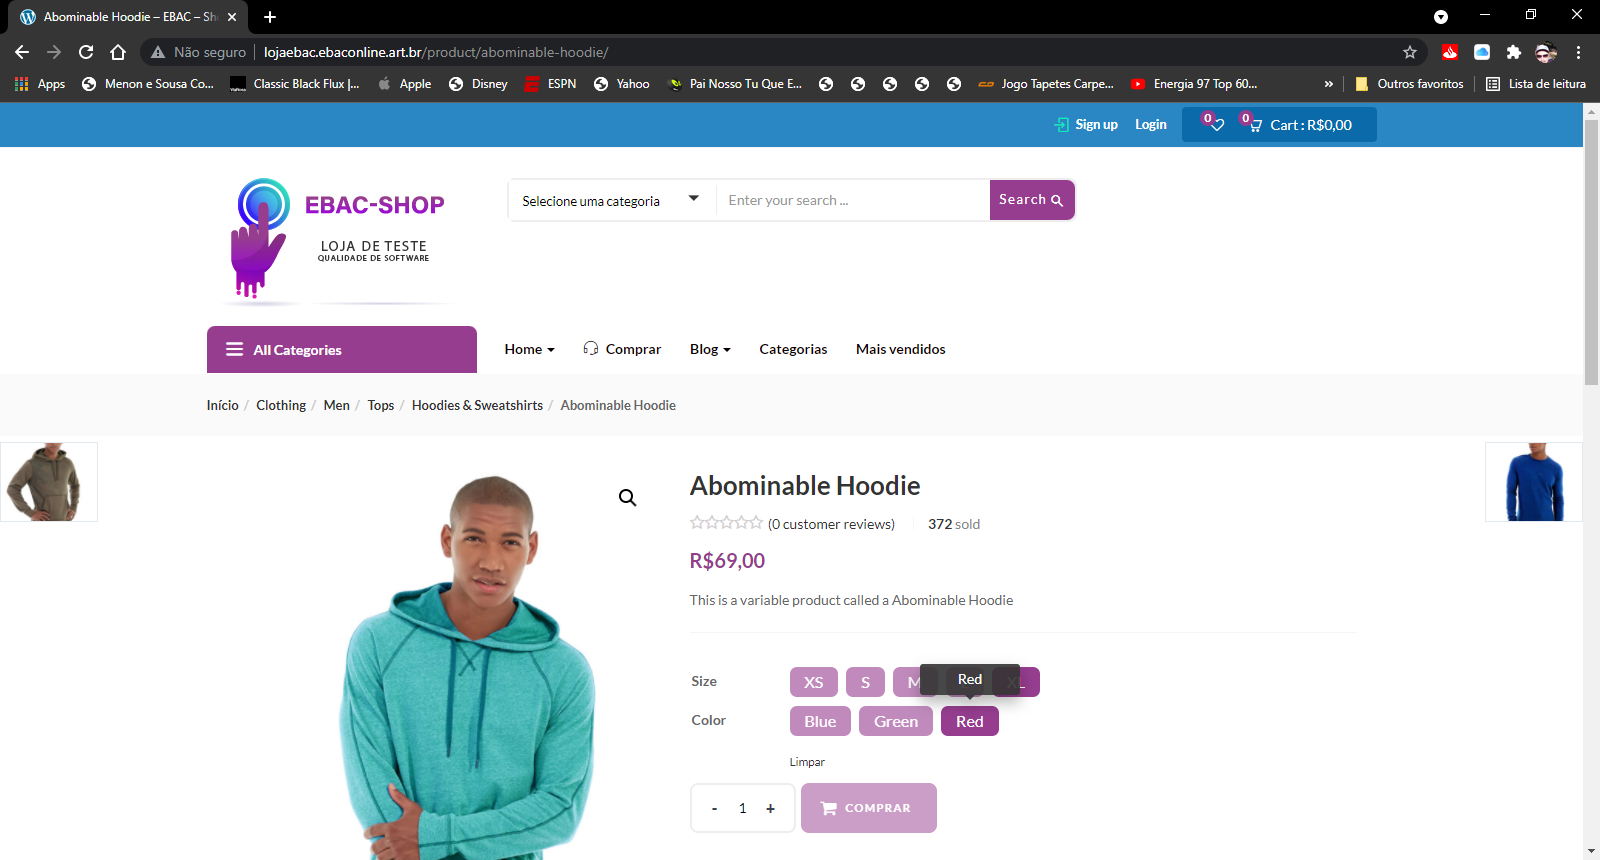 Abominable Hoodie – EBAC – Sh
Não seguro
lojaebac.ebaconline.art.br/product/abominable-hoodie/
Apps
Menon e Sousa Co...
Classic Black Flux |...
Apple
Disney
ESPN
Yahoo
Pai Nosso Tu Que E...
Jogo Tapetes Carpe...
Energia 97 Top 60...
»
Outros favoritos
Lista de leitura
Sign up
Login
0
0
Cart : R$0,00
EBAC-SHOP
LOJA DE TESTE
QUALIDADE DE SOFTWARE
Selecione uma categoria
Enter your search ...
Search
All Categories
Home
Comprar
Blog
Categorias
Mais vendidos
Início / Clothing / Men / Tops / Hoodies & Sweatshirts / Abominable Hoodie
Abominable Hoodie
(0 customer reviews)
372 sold
R$69,00
This is a variable product called a Abominable Hoodie
Size
XS
S
M
XL
Red
Color
Blue
Green
Red
Limpar
- 1 +
COMPRAR